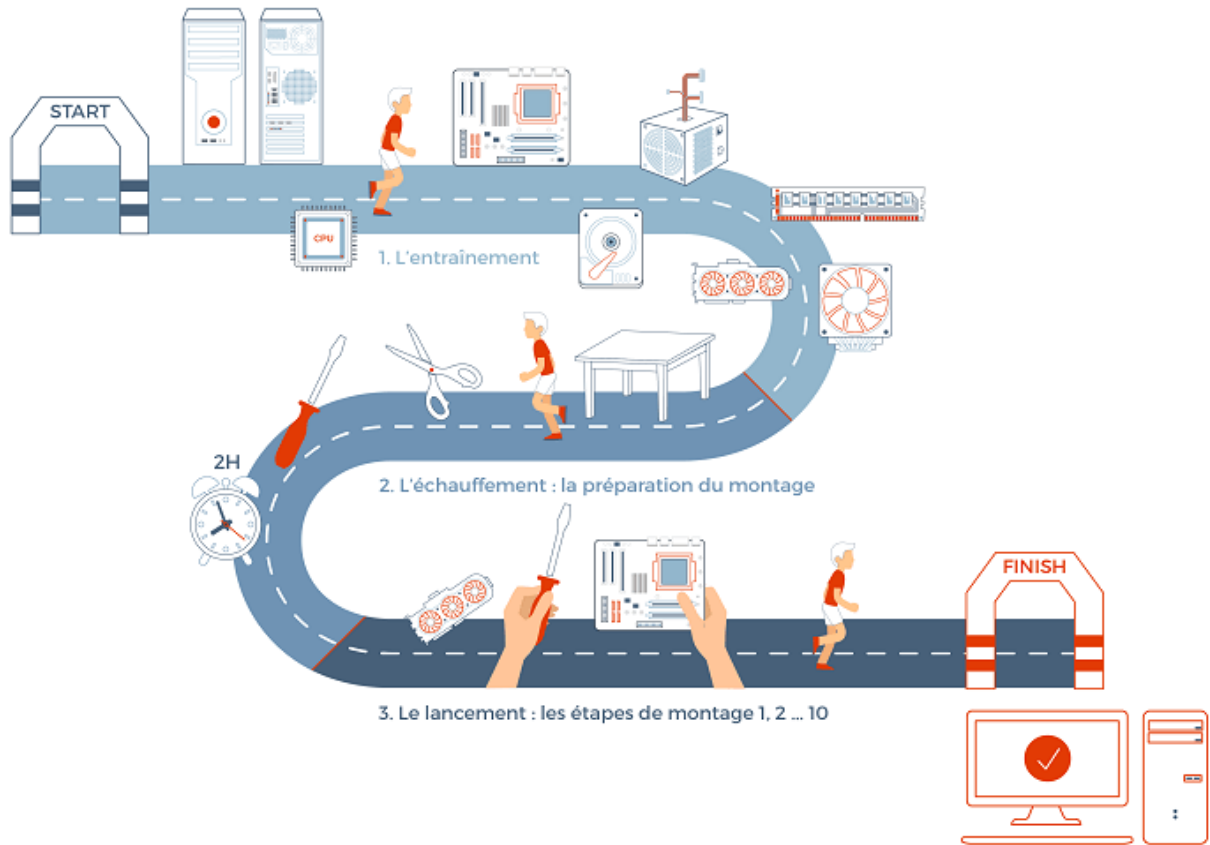 START
CPU
1. L'entraînement
2H
2. L'échauffement : la préparation du montage
FINISH
3. Le lancement : les étapes de montage 1, 2 ... 10